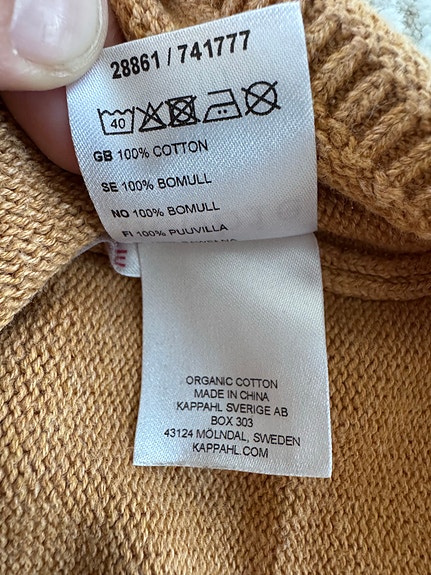 28861 / 741777
40
GB 100% COTTON
SE 100% BOMULL
NO 100% BOMULL
FI 100% PUUVILLA
ORGANIC COTTON
MADE IN CHINA
KAPPAHL SVERIGE AB
BOX 303
43124 MÖLNDAL, SWEDEN
KAPPAHL.COM